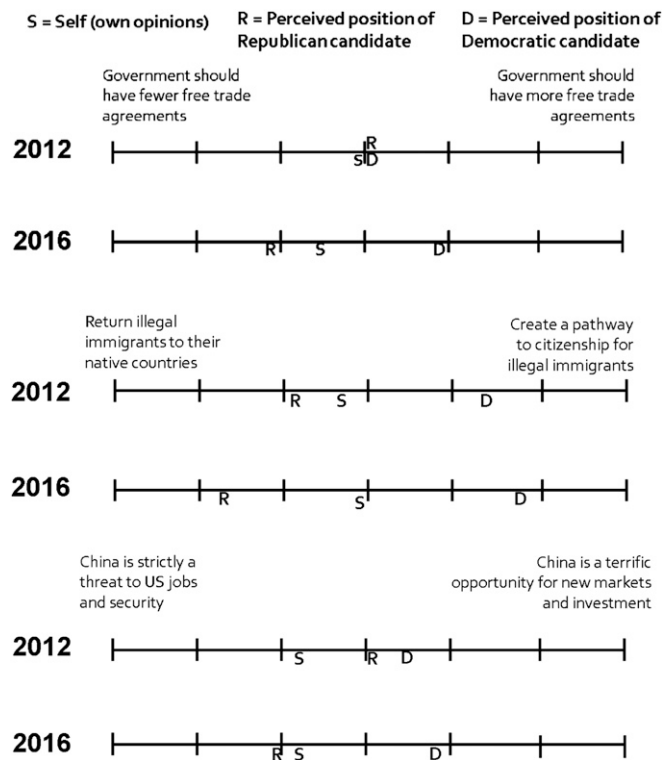 S = Self (own opinions) R = Perceived position of D = Perceived position of
Republican candidate Democratic candidate
Government should Government should
have fewer free trade have more free trade
agreements agreements
2012 R
S D
2016 R S D
Return illegal Create a pathway
immigrants to their to citizenship for
native countries illegal immigrants
2012 R S D
2016 R S D
China is strictly a China is a terrific
threat to US jobs opportunity for new markets
and security and investment
2012 S R D
2016 R S D